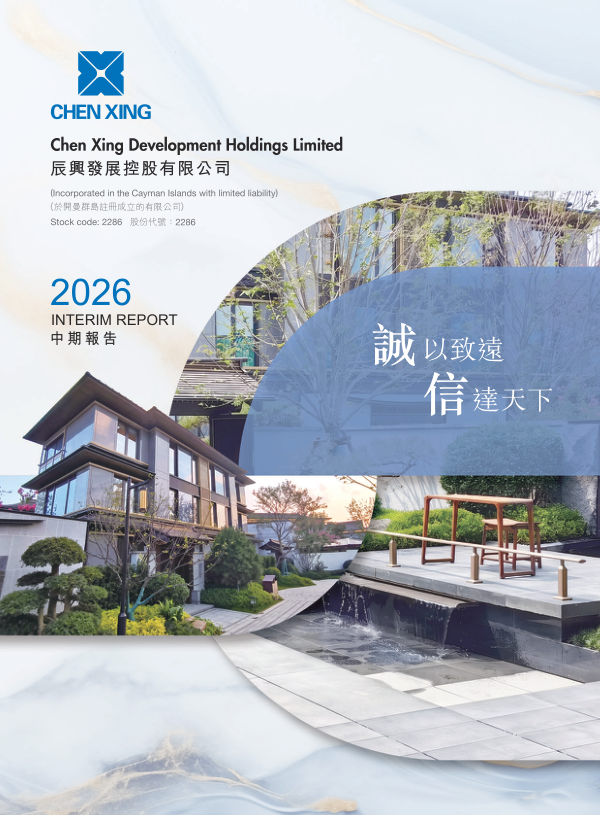 CHEN XING
Chen Xing Development Holdings Limited
辰興發展控股有限公司
(Incorporated in the Cayman Islands with limited liability)
(於開曼群島註冊成立的有限公司)
Stock code: 2286 股份代號：2286
2026
INTERIM REPORT
中期報告
誠以致遠
信達天下